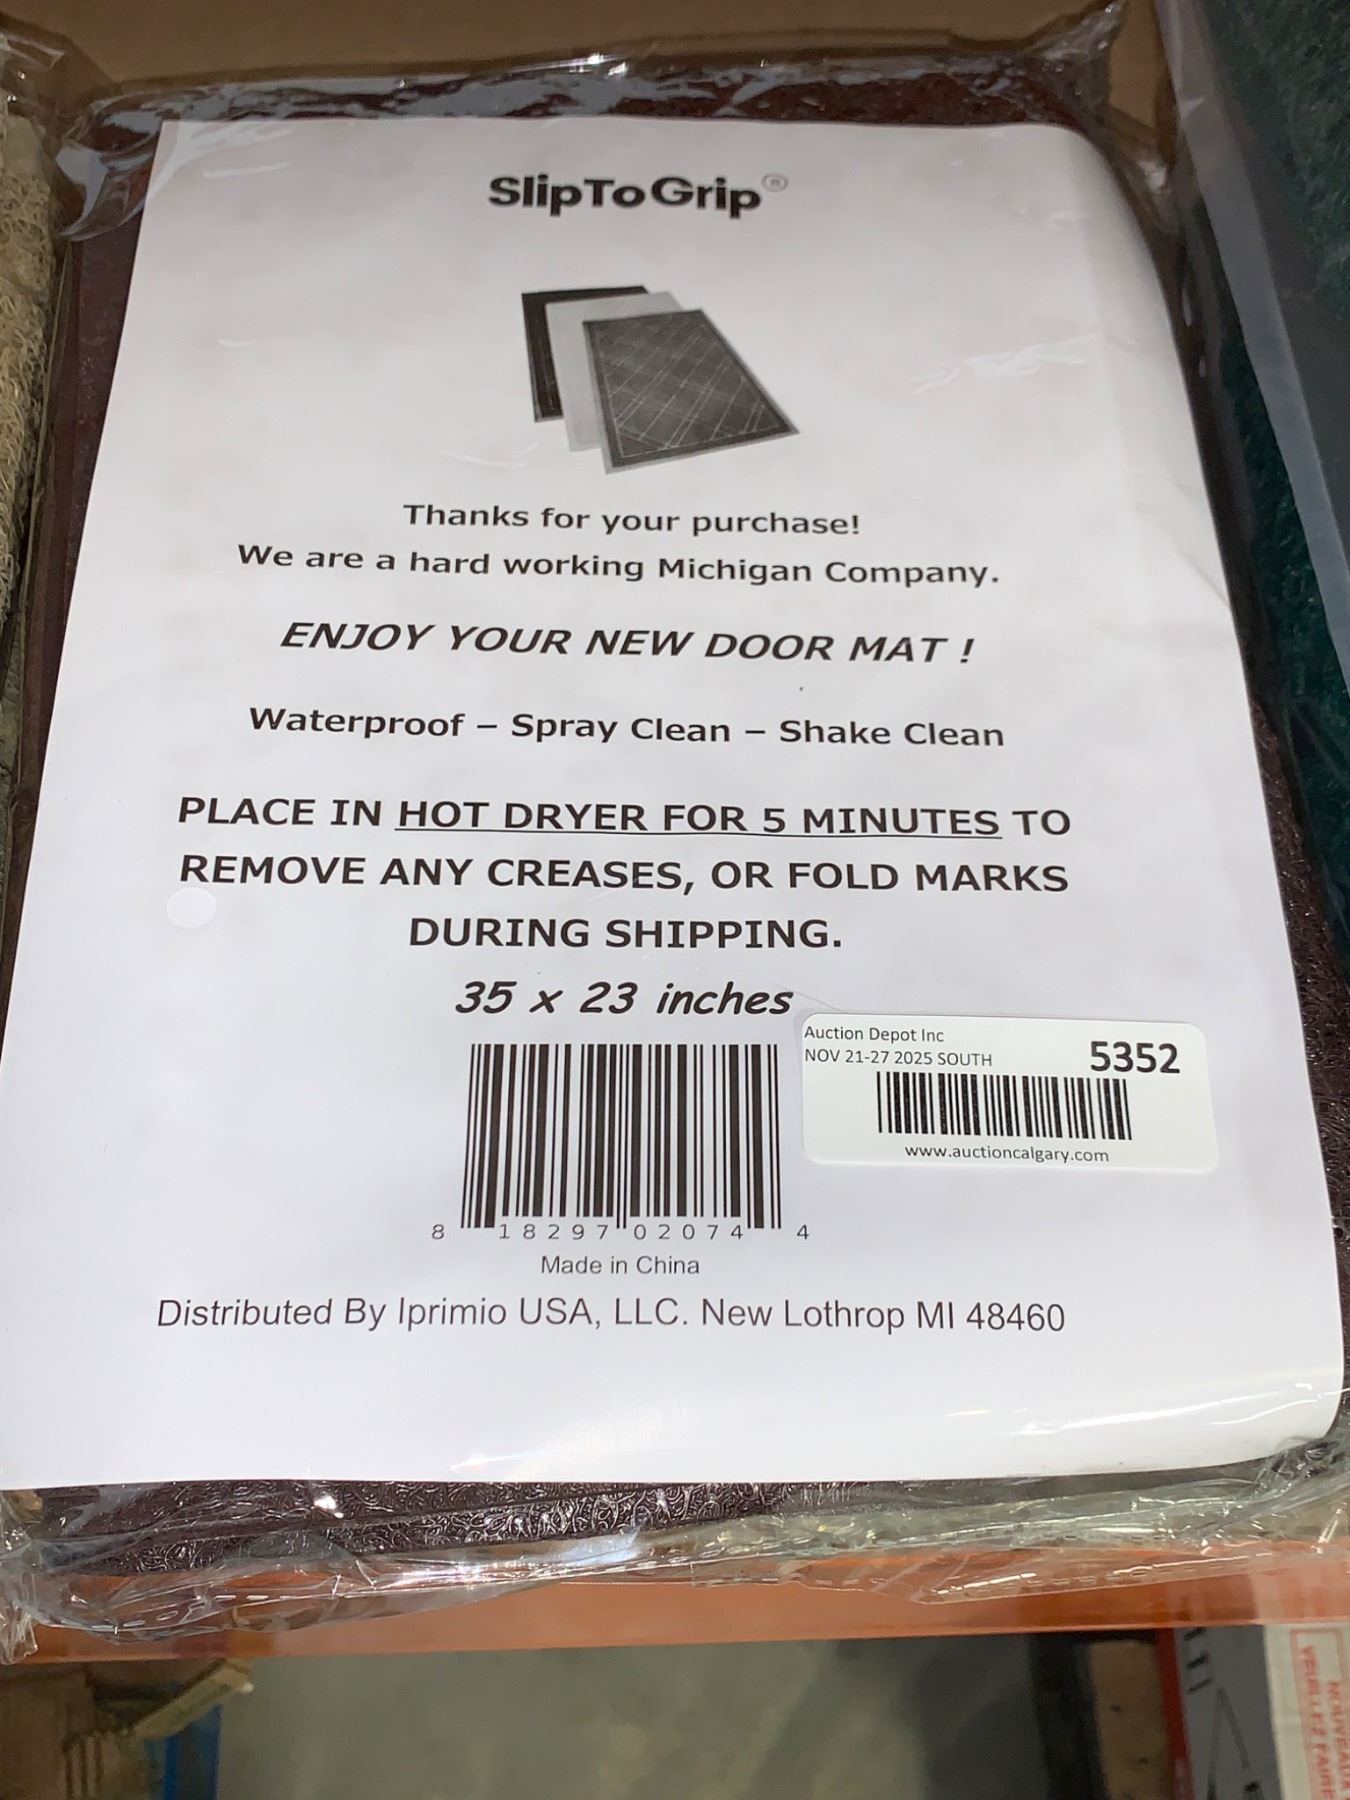 SlipToGrip®
Thanks for your purchase!
We are a hard working Michigan Company.
ENJOY YOUR NEW DOOR MAT !
Waterproof – Spray Clean – Shake Clean
PLACE IN HOT DRYER FOR 5 MINUTES TO
REMOVE ANY CREASES, OR FOLD MARKS
DURING SHIPPING.
35 x 23 inches
Auction Depot Inc
NOV 21-27 2025 SOUTH
5352
www.auctioncalgary.com
8 18297 02074 4
Made in China
Distributed By Iprimio USA, LLC. New Lothrop MI 48460